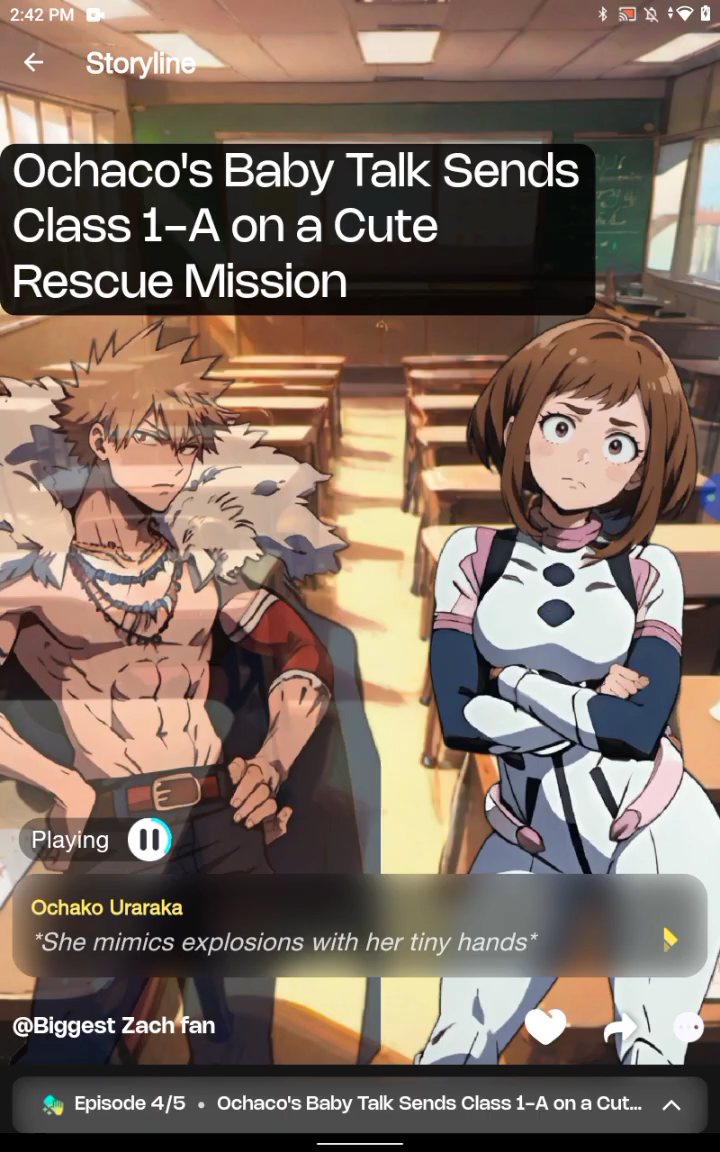 2:42 PM
Storyline
Ochaco's Baby Talk Sends
Class 1-A on a Cute
Rescue Mission
Playing
Ochako Uraraka
*She mimics explosions with her tiny hands*
@Biggest Zach fan
Episode 4/5 • Ochaco's Baby Talk Sends Class 1-A on a Cut...